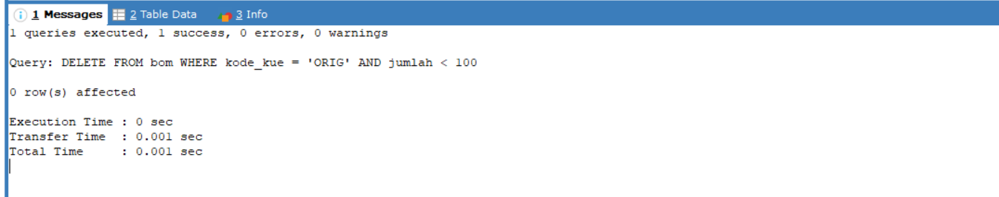 1 Messages 2 Table Data 3 Info
1 queries executed, 1 success, 0 errors, 0 warnings
Query: DELETE FROM bom WHERE kode_kue = 'ORIG' AND jumlah < 100
0 row(s) affected
Execution Time : 0 sec
Transfer Time  : 0.001 sec
Total Time     : 0.001 sec